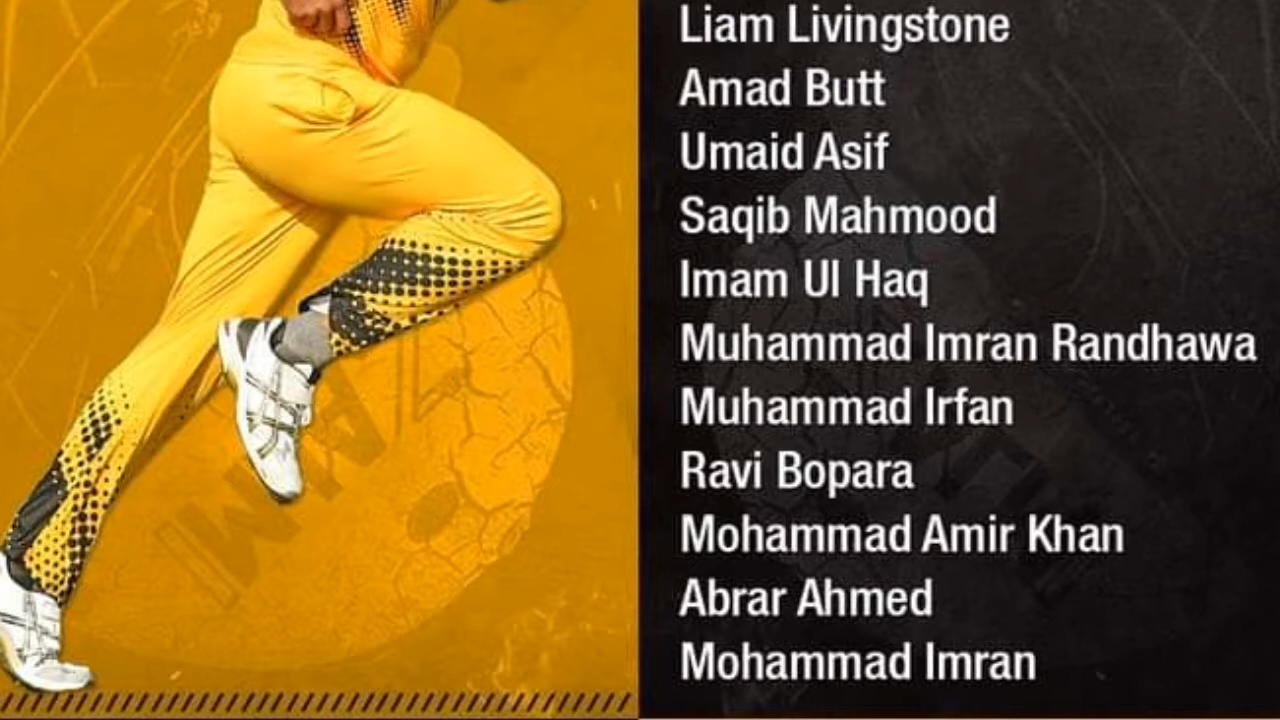 Liam Livingstone
Amad Butt
Umaid Asif
Saqib Mahmood
Imam Ul Haq
Muhammad Imran Randhawa
Muhammad Irfan
Ravi Bopara
Mohammad Amir Khan
Abrar Ahmed
Mohammad Imran